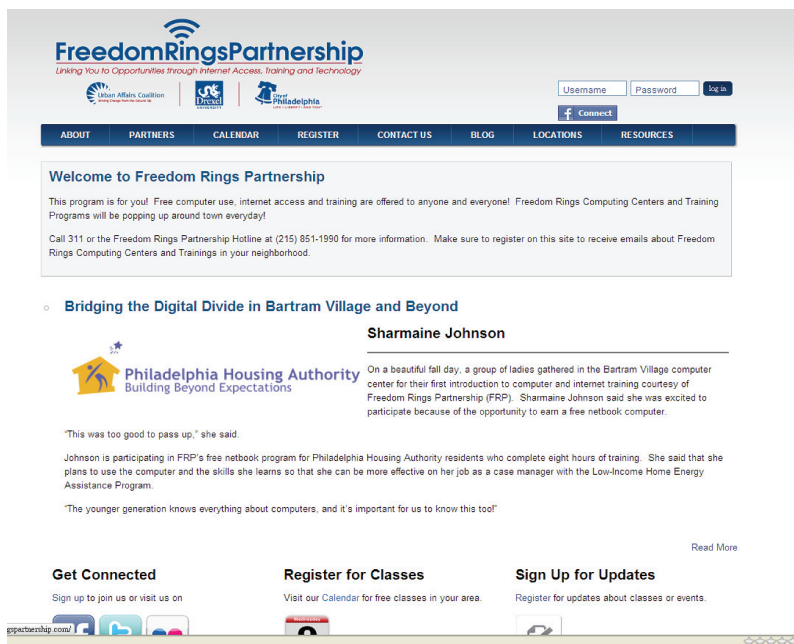 FreedomRingsPartnership
Linking You to Opportunities through Internet Access, Training and Technology
Urban Affairs Coalition
Drexel
UNIVERSITY
City of
Philadelphia
LIFE • LIBERTY • AND YOU
Username Password log in
Connect
ABOUT PARTNERS CALENDAR REGISTER CONTACT US BLOG LOCATIONS RESOURCES
Welcome to Freedom Rings Partnership
This program is for you! Free computer use, internet access and training are offered to anyone and everyone! Freedom Rings Computing Centers and Training
Programs will be popping up around town everyday!
Call 311 or the Freedom Rings Partnership Hotline at (215) 851-1990 for more information. Make sure to register on this site to receive emails about Freedom
Rings Computing Centers and Trainings in your neighborhood.
Bridging the Digital Divide in Bartram Village and Beyond
Philadelphia Housing Authority
Building Beyond Expectations
Sharmaine Johnson
On a beautiful fall day, a group of ladies gathered in the Bartram Village computer
center for their first introduction to computer and internet training courtesy of
Freedom Rings Partnership (FRP). Sharmaine Johnson said she was excited to
participate because of the opportunity to earn a free netbook computer.
“This was too good to pass up,” she said.
Johnson is participating in FRP’s free netbook program for Philadelphia Housing Authority residents who complete eight hours of training. She said that she
plans to use the computer and the skills she learns so that she can be more effective on her job as a case manager with the Low-Income Home Energy
Assistance Program.
“The younger generation knows everything about computers, and it’s important for us to know this too!”
Read More
Get Connected Register for Classes Sign Up for Updates
Sign up to join us or visit us on Visit our Calendar for free classes in your area. Register for updates about classes or events.
gspartnership.com/